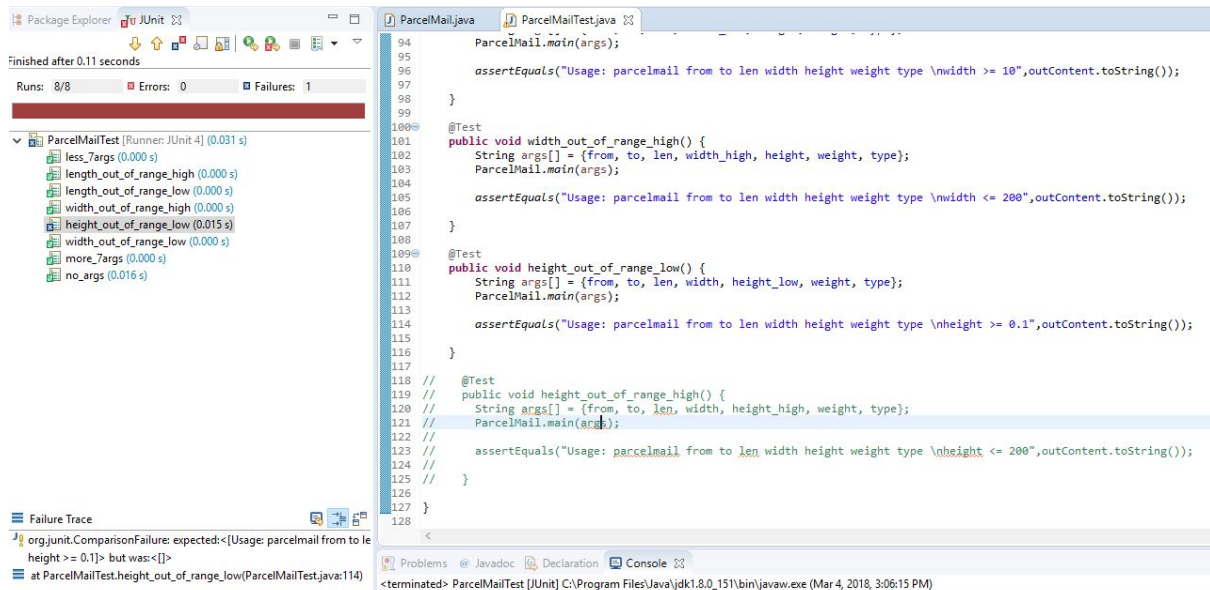 Package Explorer JUnit
Finished after 0.11 seconds
Runs: 8/8 Errors: 0 Failures: 1
ParcelMailTest [Runner: JUnit 4] (0.031 s)
less_7args (0.000 s)
length_out_of_range_high (0.000 s)
length_out_of_range_low (0.000 s)
width_out_of_range_high (0.000 s)
height_out_of_range_low (0.015 s)
width_out_of_range_low (0.000 s)
more_7args (0.000 s)
no_args (0.016 s)
Failure Trace
org.junit.ComparisonFailure: expected:<[Usage: parcelmail from to le
height >= 0.1]> but was:<[]>
at ParcelMailTest.height_out_of_range_low(ParcelMailTest.java:114)
ParcelMail.java ParcelMailTest.java
94 ParcelMail.main(args);
95
96 assertEquals("Usage: parcelmail from to len width height weight type \nwidth >= 10",outContent.toString());
97
98 }
99
100 @Test
101 public void width_out_of_range_high() {
102 String args[] = {from, to, len, width_high, height, weight, type};
103 ParcelMail.main(args);
104
105 assertEquals("Usage: parcelmail from to len width height weight type \nwidth <= 200",outContent.toString());
106
107 }
108
109 @Test
110 public void height_out_of_range_low() {
111 String args[] = {from, to, len, width, height_low, weight, type};
112 ParcelMail.main(args);
113
114 assertEquals("Usage: parcelmail from to len width height weight type \nheight >= 0.1",outContent.toString());
115
116 }
117
118 // @Test
119 // public void height_out_of_range_high() {
120 // String args[] = {from, to, len, width, height_high, weight, type};
121 // ParcelMail.main(args);
122 //
123 // assertEquals("Usage: parcelmail from to len width height weight type \nheight <= 200",outContent.toString());
124 //
125 // }
126
127 }
128
Problems Javadoc Declaration Console
<terminated> ParcelMailTest [JUnit] C:\Program Files\Java\jdk1.8.0_151\bin\javaw.exe (Mar 4, 2018, 3:06:15 PM)